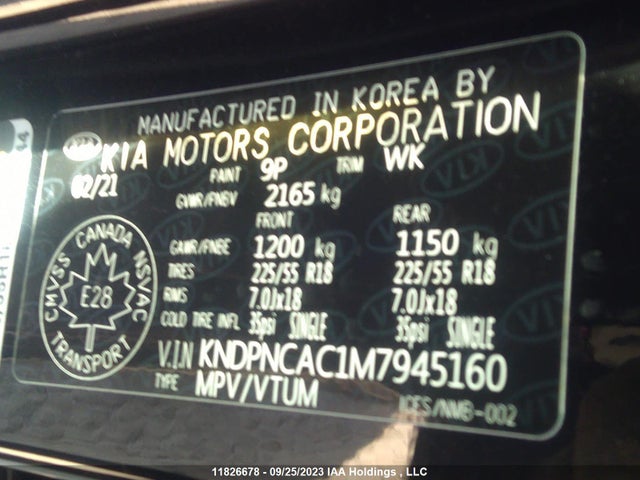 MANUFACTURED IN KOREA BY
KIA MOTORS CORPORATION
02/21 PAINT 9P TRIM WK
GVWR/PNBV 2165 kg
FRONT REAR
GAWR/PNBE 1200 kg 1150 kg
TIRES 225/55 R18 225/55 R18
RIMS 7.0Jx18 7.0Jx18
COLD TIRE INFL 35psi SINGLE 35psi SINGLE
V.I.N KNDPNCAC1M7945160
TYPE MPV/VTUM
ICES/NMB-002
CANADA
CMVSS NSVAC
E28
TRANSPORT
11826678 - 09/25/2023 IAA Holdings , LLC